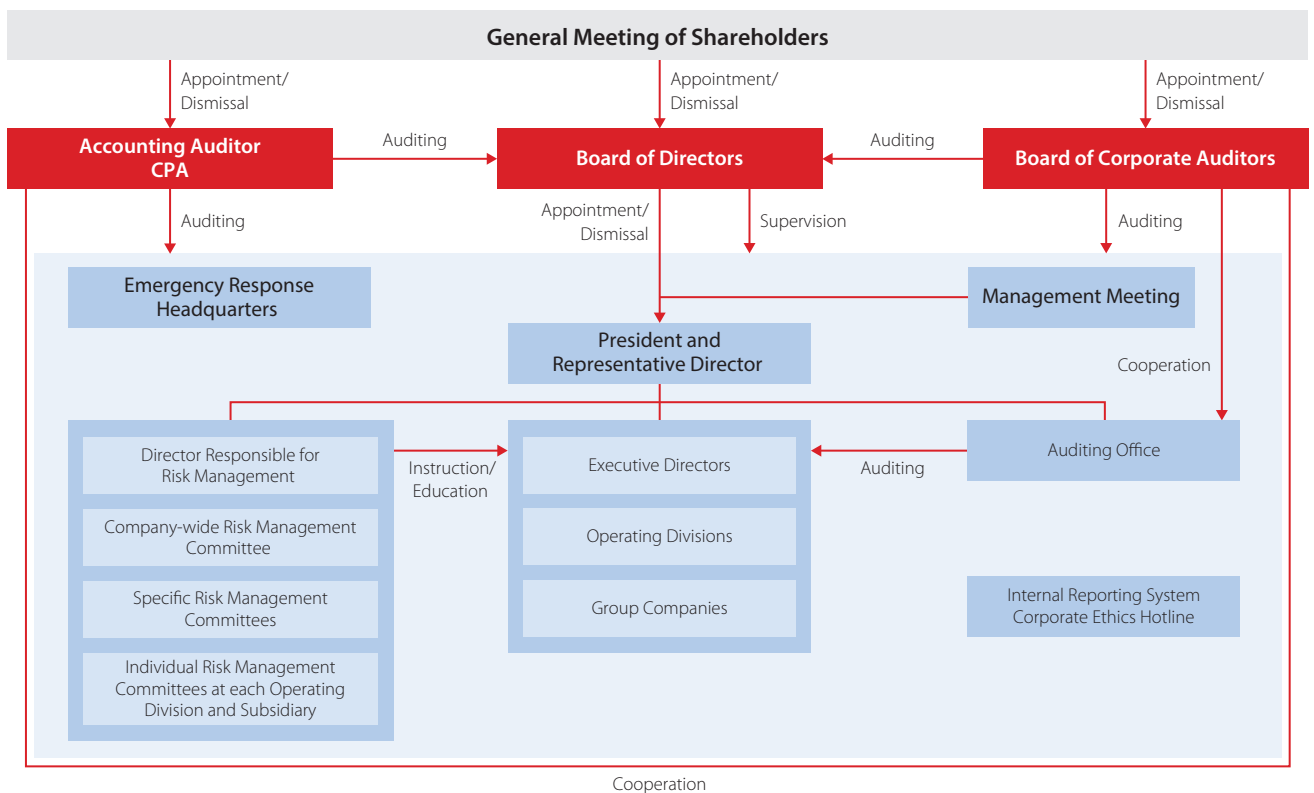 General Meeting of Shareholders
Appointment/
Dismissal
Appointment/
Dismissal
Appointment/
Dismissal
Accounting Auditor
CPA
Auditing
Board of Directors
Auditing
Board of Corporate Auditors
Auditing
Appointment/
Dismissal
Supervision
Auditing
Emergency Response
Headquarters
Management Meeting
President and
Representative Director
Cooperation
Director Responsible for
Risk Management
Company-wide Risk Management
Committee
Specific Risk Management
Committees
Individual Risk Management
Committees at each Operating
Division and Subsidiary
Instruction/
Education
Executive Directors
Operating Divisions
Group Companies
Auditing
Auditing Office
Internal Reporting System
Corporate Ethics Hotline
Cooperation